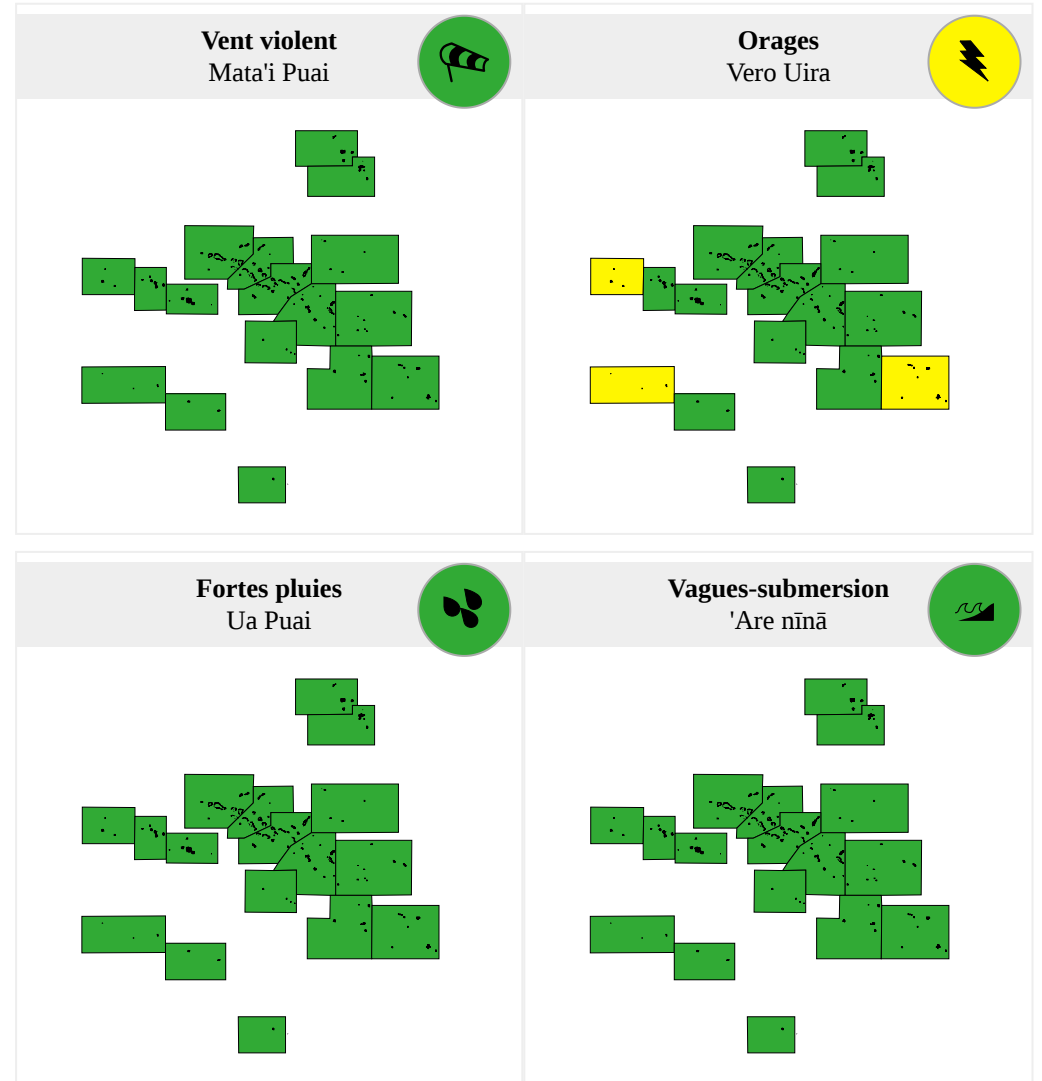 Vent violent
Mata'i Puai
Orages
Vero Uira
Fortes pluies
Ua Puai
Vagues-submersion
'Are nīnā